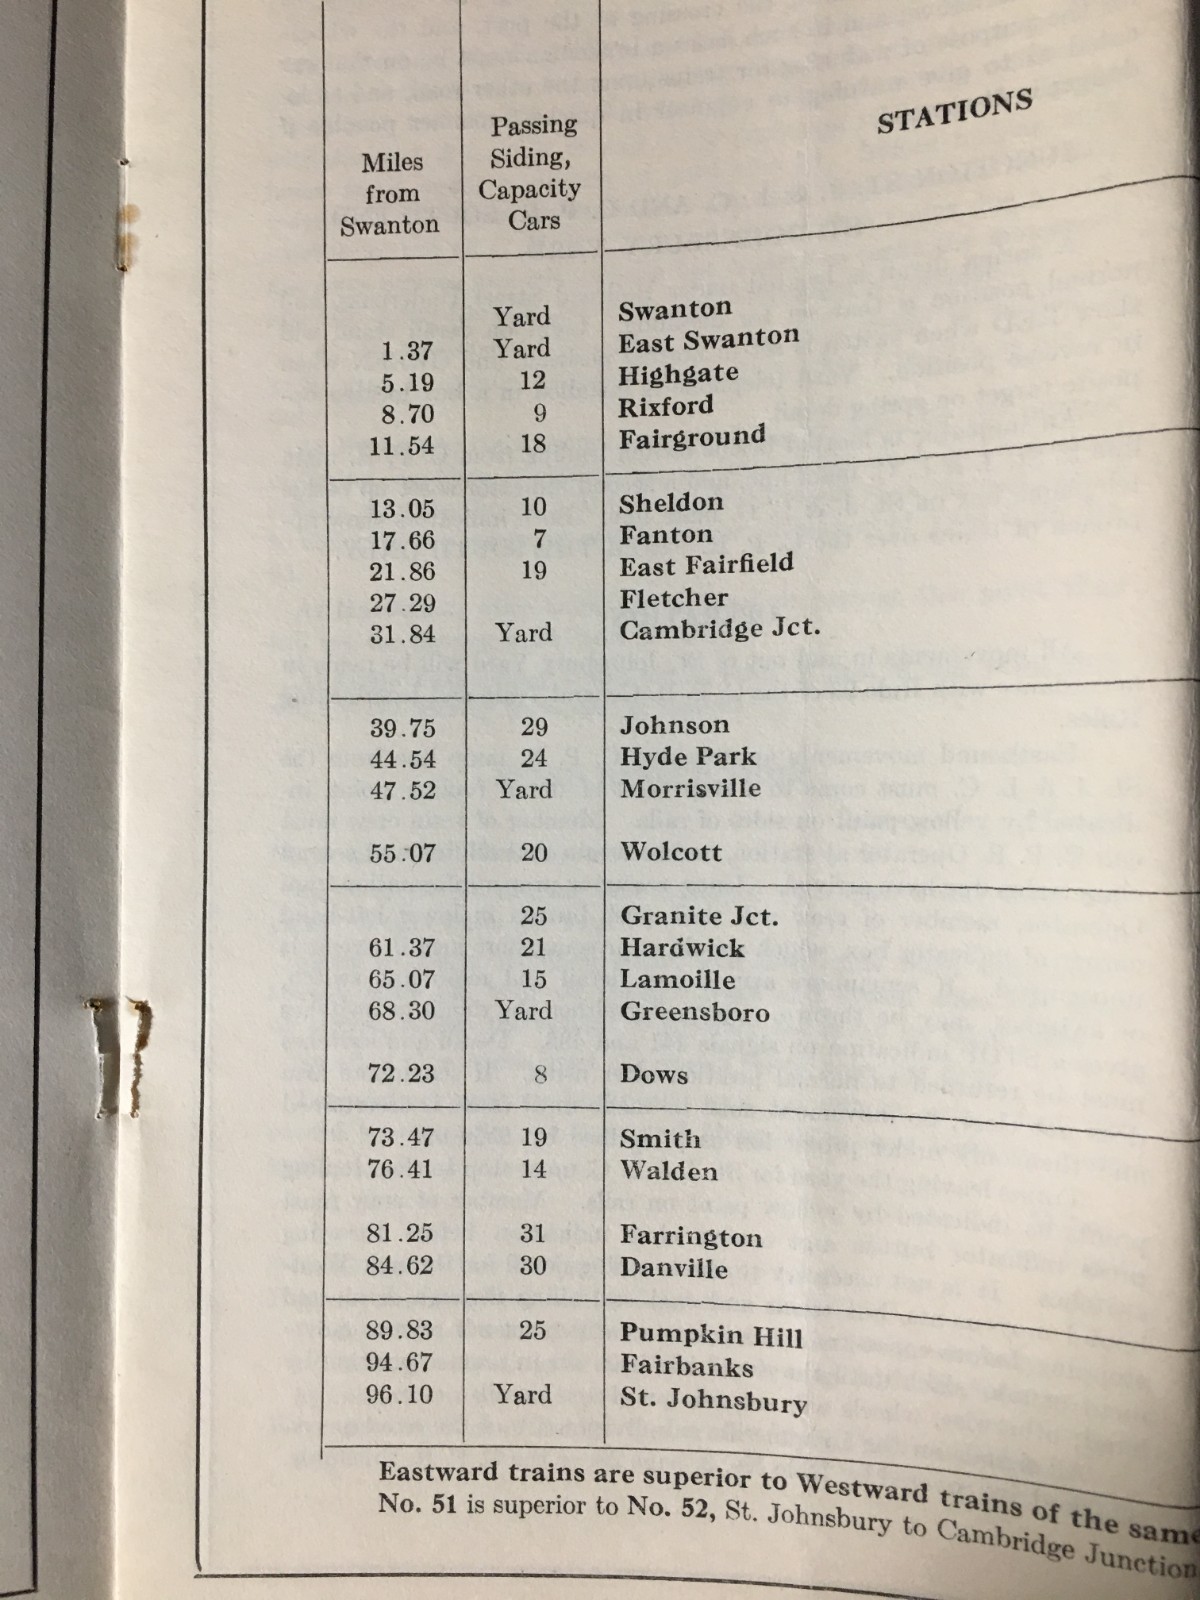 Miles from Swanton | Passing Siding, Capacity Cars | STATIONS
Yard Swanton
1.37 Yard East Swanton
5.19 12 Highgate
8.70 9 Rixford
11.54 18 Fairground
13.05 10 Sheldon
17.66 7 Fanton
21.86 19 East Fairfield
27.29 Fletcher
31.84 Yard Cambridge Jct.
39.75 29 Johnson
44.54 24 Hyde Park
47.52 Yard Morrisville
55.07 20 Wolcott
25 Granite Jct.
61.37 21 Hardwick
65.07 15 Lamoille
68.30 Yard Greensboro
72.23 8 Dows
73.47 19 Smith
76.41 14 Walden
81.25 31 Farrington
84.62 30 Danville
89.83 25 Pumpkin Hill
94.67 Fairbanks
96.10 Yard St. Johnsbury
Eastward trains are superior to Westward trains of the same
No. 51 is superior to No. 52, St. Johnsbury to Cambridge Junction